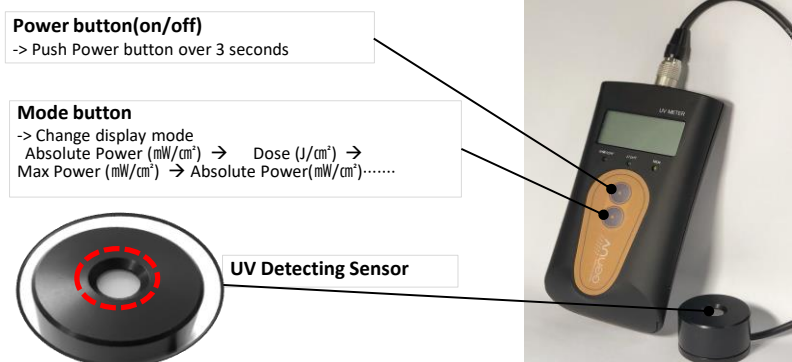 Power button(on/off)
-> Push Power button over 3 seconds
Mode button
-> Change display mode
Absolute Power (㎽/㎠) → Dose (J/㎠) →
Max Power (㎽/㎠) → Absolute Power(㎽/㎠)·······
UV Detecting Sensor
UV METER